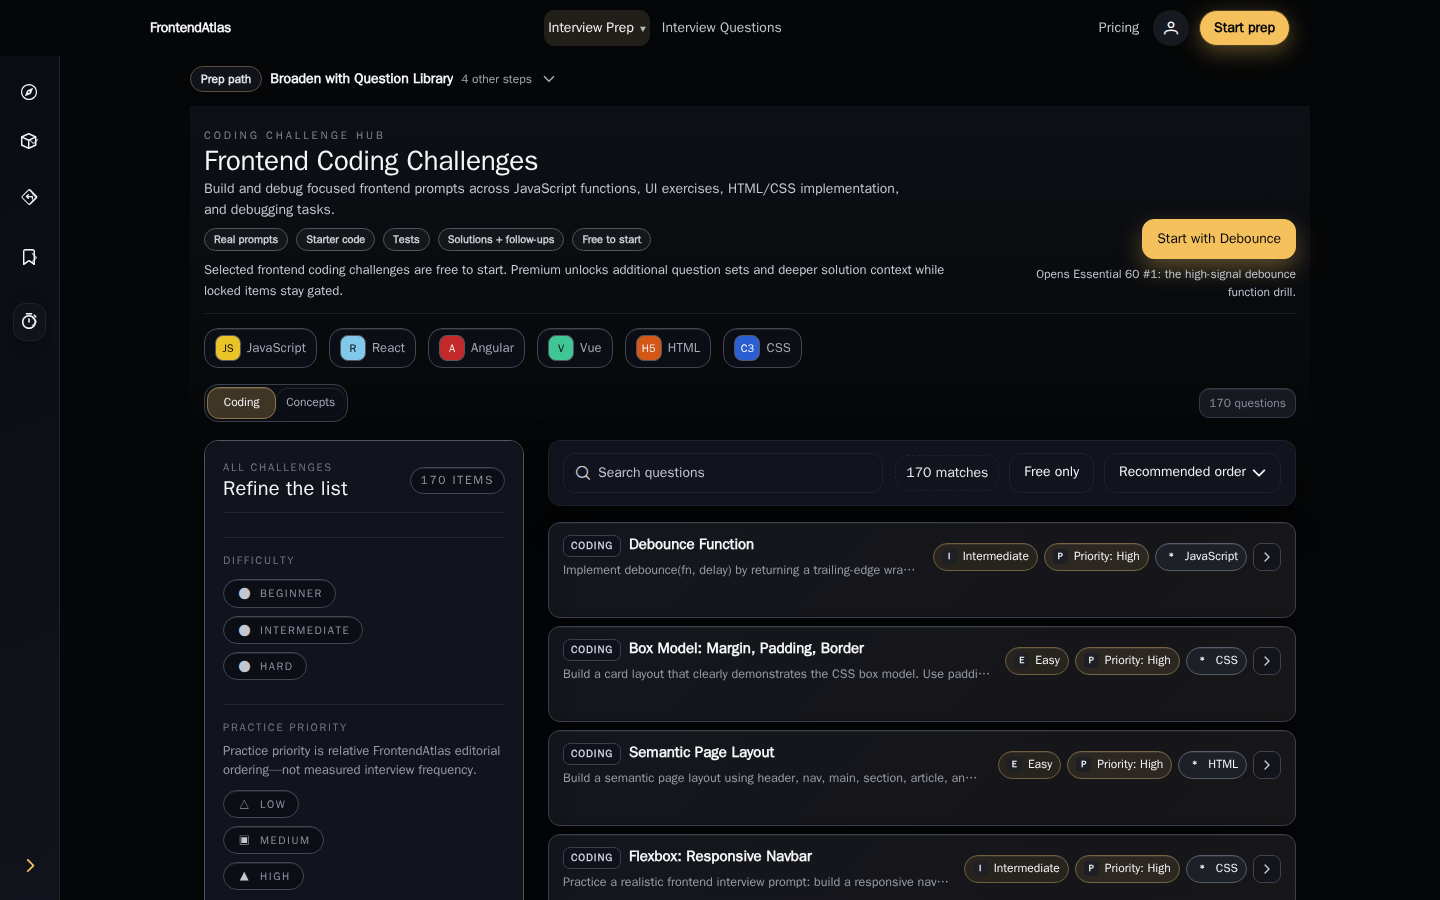 FrontendAtlas
Interview Prep ▾
Interview Questions
Pricing
Start prep
Prep path
Broaden with Question Library
4 other steps
CODING CHALLENGE HUB
Frontend Coding Challenges
Build and debug focused frontend prompts across JavaScript functions, UI exercises, HTML/CSS implementation,
and debugging tasks.
Real prompts
Starter code
Tests
Solutions + follow-ups
Free to start
Selected frontend coding challenges are free to start. Premium unlocks additional question sets and deeper solution context while
locked items stay gated.
Start with Debounce
Opens Essential 60 #1: the high-signal debounce
function drill.
JS JavaScript
R React
A Angular
V Vue
H5 HTML
C3 CSS
Coding
Concepts
170 questions
ALL CHALLENGES
Refine the list
170 ITEMS
DIFFICULTY
BEGINNER
INTERMEDIATE
HARD
PRACTICE PRIORITY
Practice priority is relative FrontendAtlas editorial
ordering—not measured interview frequency.
LOW
MEDIUM
HIGH
Search questions
170 matches
Free only
Recommended order
CODING Debounce Function
Implement debounce(fn, delay) by returning a trailing-edge wra···
I Intermediate
P Priority: High
* JavaScript
CODING Box Model: Margin, Padding, Border
Build a card layout that clearly demonstrates the CSS box model. Use paddi···
E Easy
P Priority: High
* CSS
CODING Semantic Page Layout
Build a semantic page layout using header, nav, main, section, article, an···
E Easy
P Priority: High
* HTML
CODING Flexbox: Responsive Navbar
Practice a realistic frontend interview prompt: build a responsive nav···
I Intermediate
P Priority: High
* CSS